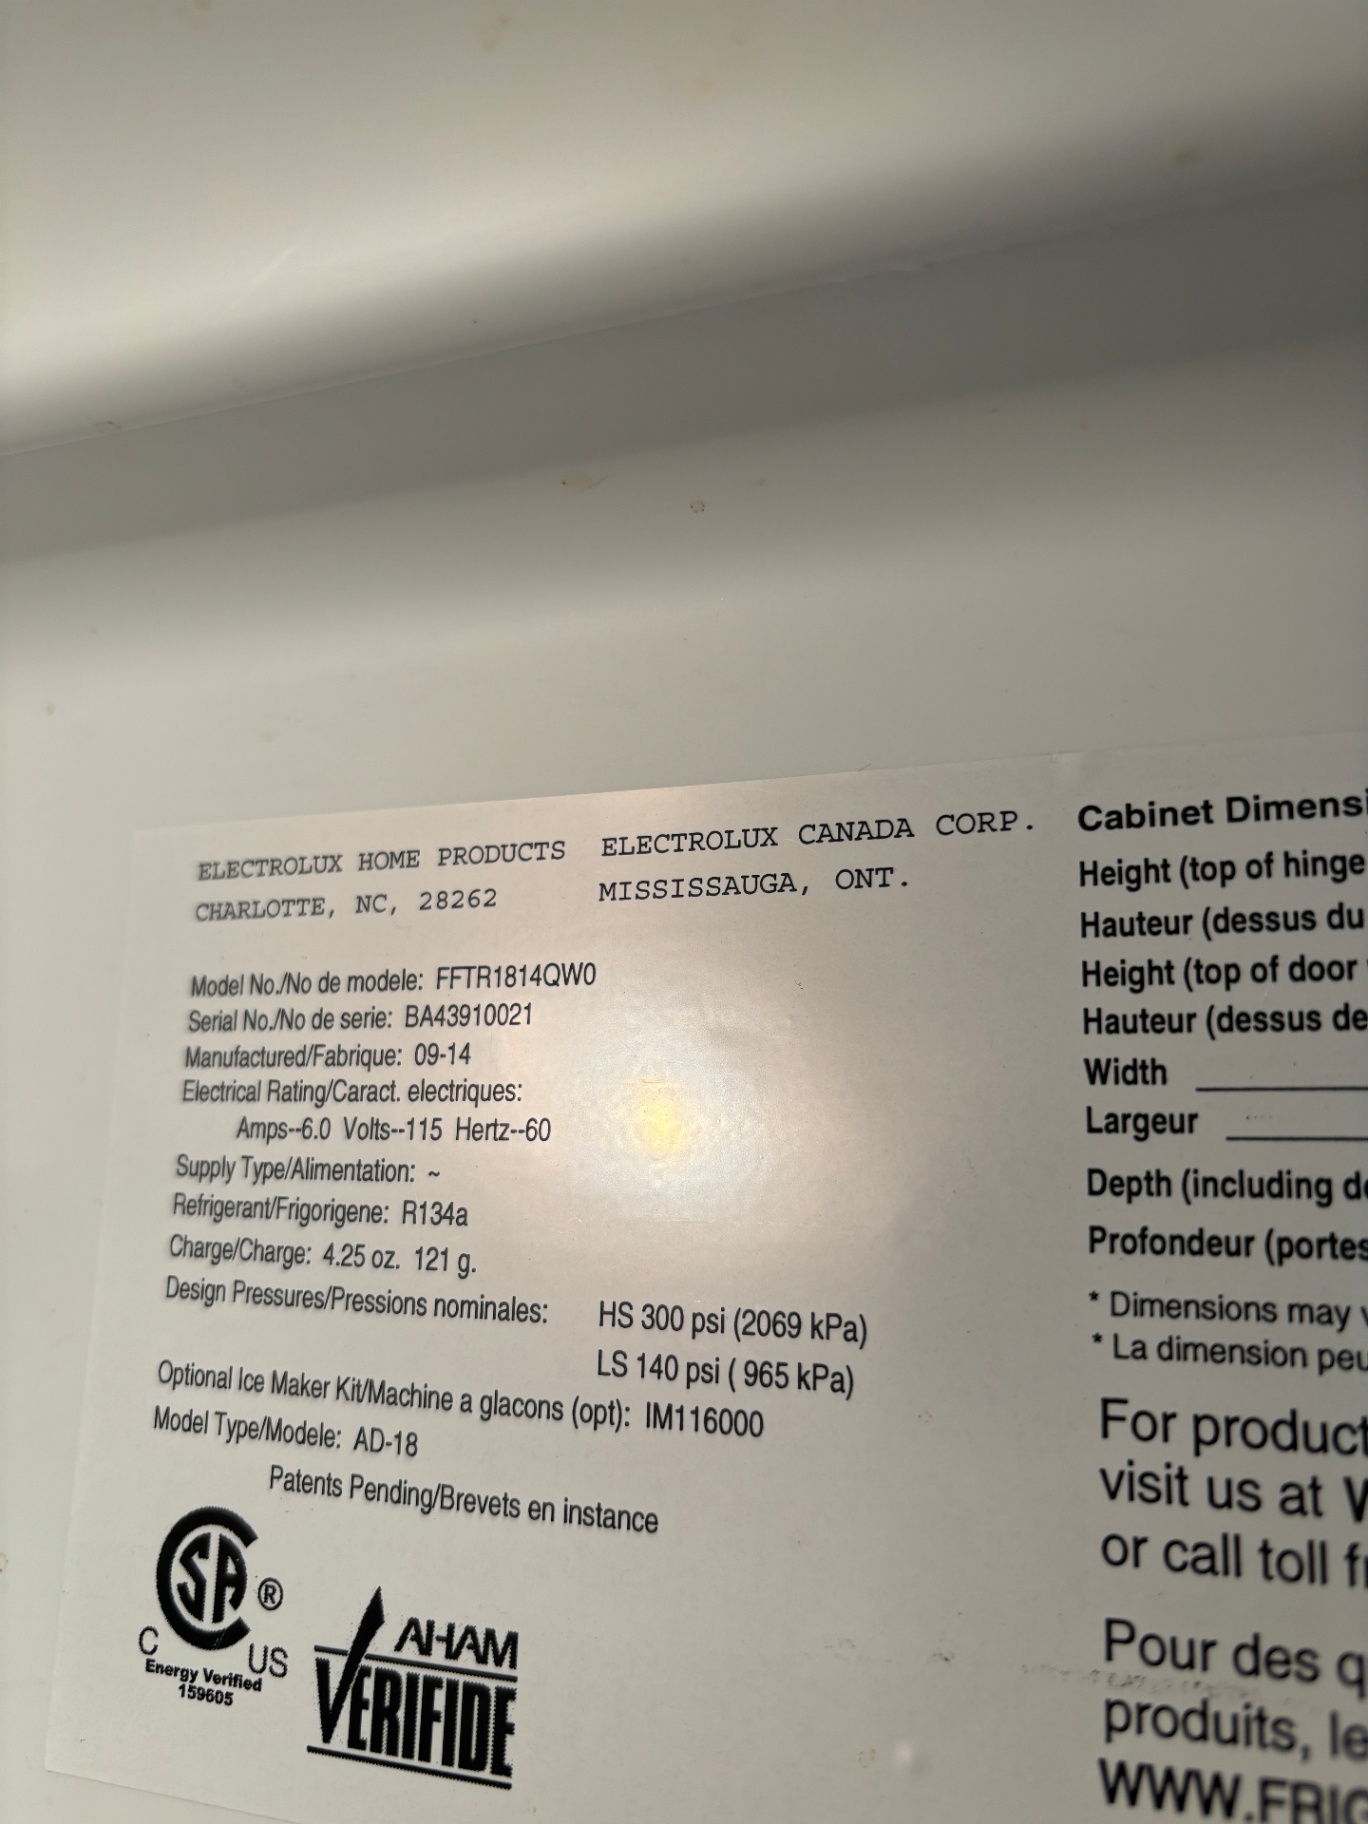 ELECTROLUX HOME PRODUCTS
CHARLOTTE, NC, 28262
ELECTROLUX CANADA CORP.
MISSISSAUGA, ONT.
Model No./No de modele: FFTR1814QW0
Serial No./No de serie: BA43910021
Manufactured/Fabrique: 09-14
Electrical Rating/Caract. electriques:
Amps--6.0 Volts--115 Hertz--60
Supply Type/Alimentation: ~
Refrigerant/Frigorigene: R134a
Charge/Charge: 4.25 oz. 121 g.
Design Pressures/Pressions nominales: HS 300 psi (2069 kPa)
LS 140 psi ( 965 kPa)
Optional Ice Maker Kit/Machine a glacons (opt): IM116000
Model Type/Modele: AD-18
Patents Pending/Brevets en instance
SA ®
C US
Energy Verified
159605
AHAM
VERIFIDE
Cabinet Dimensi
Height (top of hinge
Hauteur (dessus du
Height (top of door
Hauteur (dessus de
Width
Largeur
Depth (including de
Profondeur (portes
* Dimensions may v
* La dimension peu
For product
visit us at W
or call toll fr
Pour des q
produits, le
WWW.FRIG